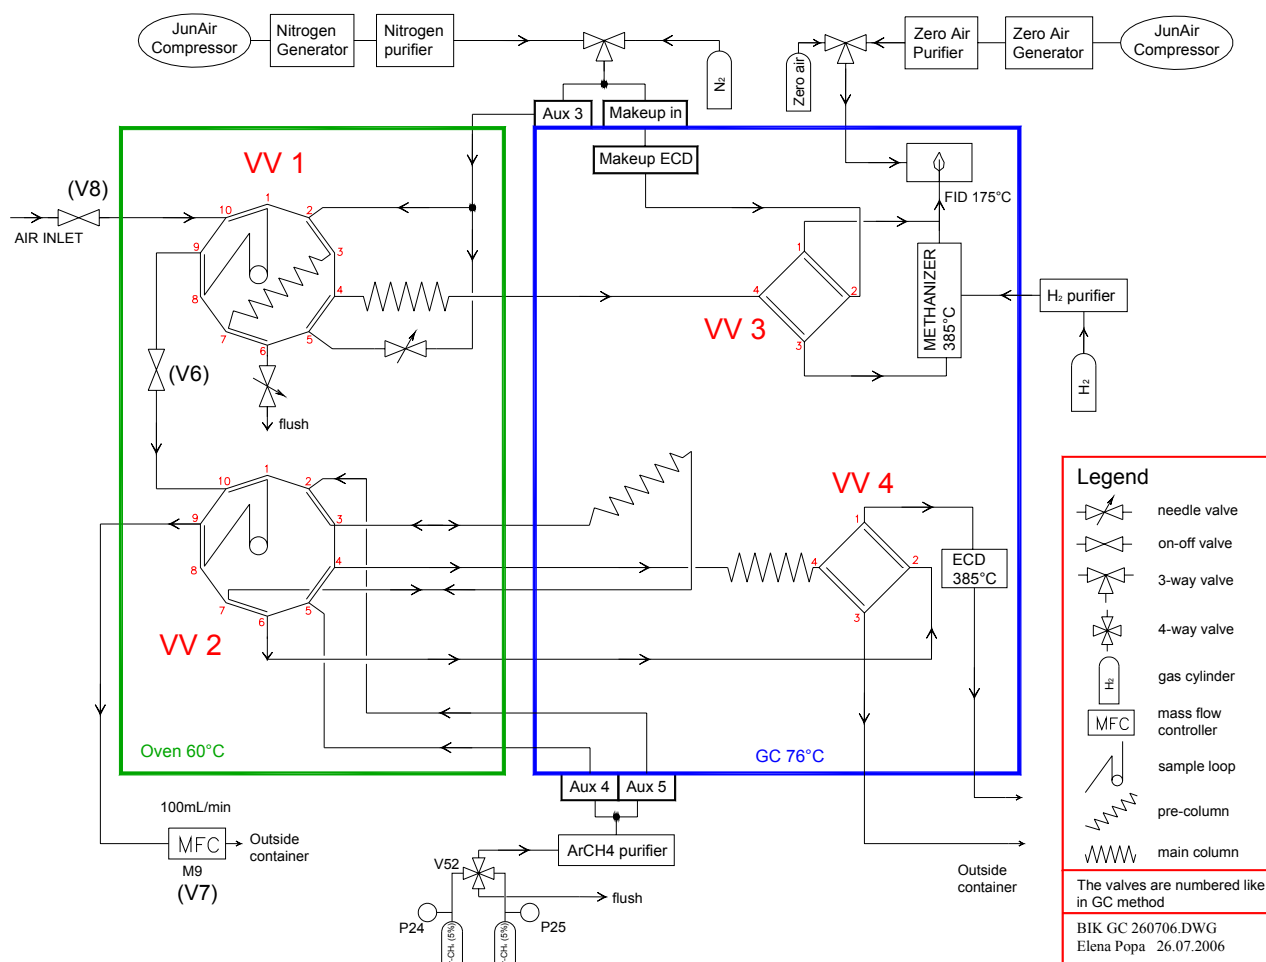 JunAir
Compressor
Nitrogen
Generator
Nitrogen
purifier
N2
Zero air
Zero Air
Purifier
Zero Air
Generator
JunAir
Compressor
Aux 3
Makeup in
Makeup ECD
VV 1
(V8)
AIR INLET
1
2
3
4
5
6
7
8
9
10
flush
(V6)
FID 175°C
METHANIZER
385°C
H2 purifier
H2
VV 3
1
2
3
4
VV 2
1
2
3
4
5
6
7
8
9
10
VV 4
1
2
3
4
ECD
385°C
Oven 60°C
GC 76°C
Aux 4
Aux 5
ArCH4 purifier
100mL/min
MFC
Outside
container
M9
(V7)
V52
flush
P24
P25
-CH4 (5%)
-CH4 (5%)
Outside
container
Legend
needle valve
on-off valve
3-way valve
4-way valve
H2
gas cylinder
MFC
mass flow
controller
sample loop
pre-column
main column
The valves are numbered like
in GC method
BIK GC 260706.DWG
Elena Popa 26.07.2006